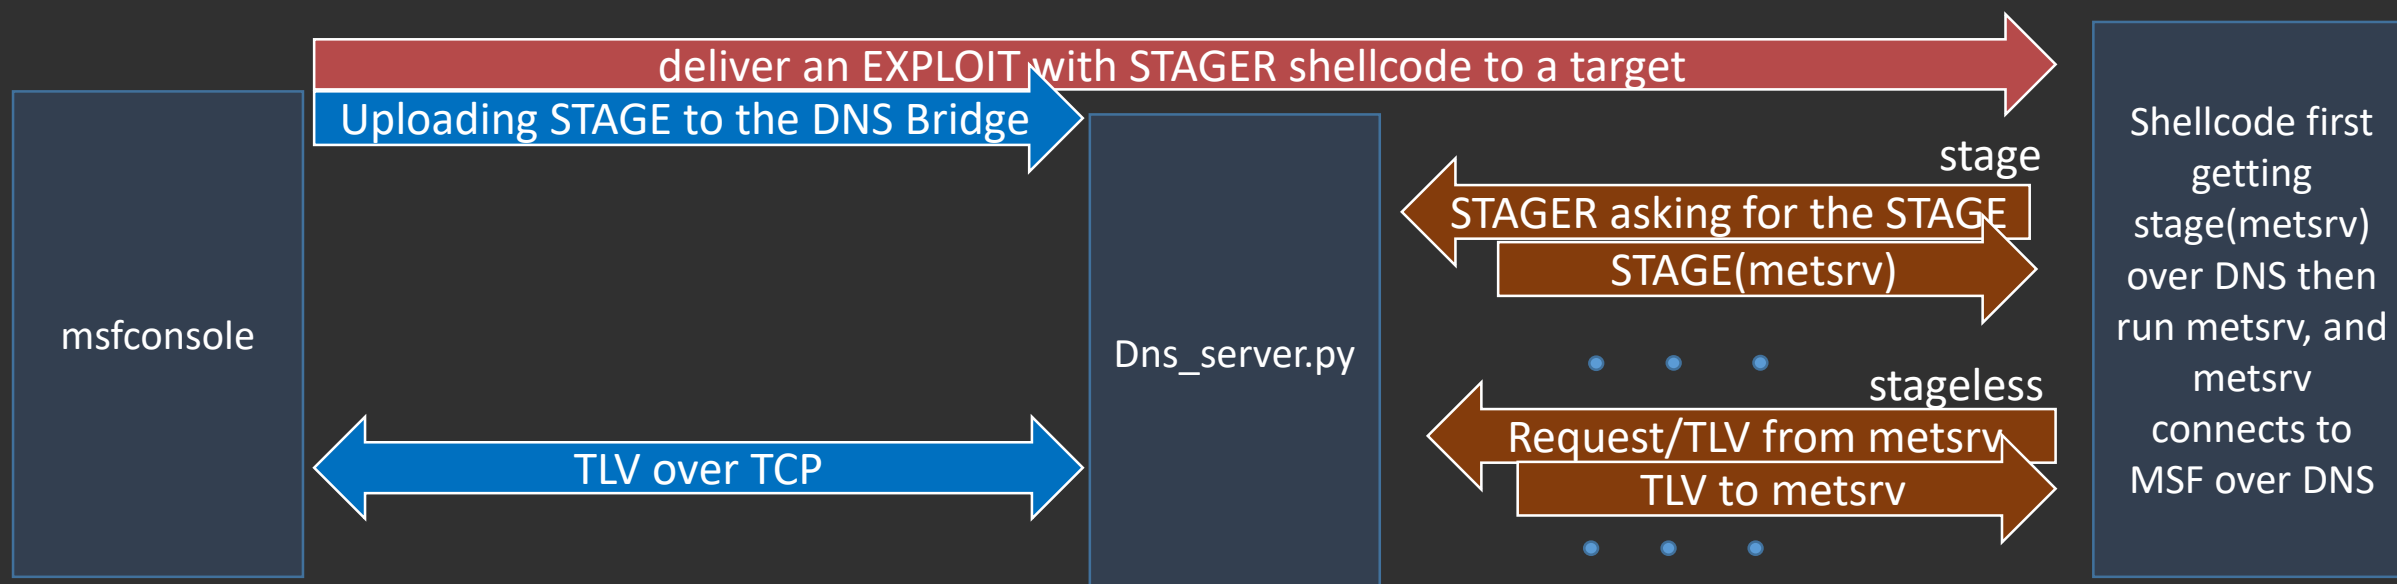 deliver an EXPLOIT with STAGER shellcode to a target
Uploading STAGE to the DNS Bridge
msfconsole
TLV over TCP
Dns_server.py
stage
STAGER asking for the STAGE
STAGE(metsrv)
stageless
Request/TLV from metsrv
TLV to metsrv
Shellcode first
getting
stage(metsrv)
over DNS then
run metsrv, and
metsrv
connects to
MSF over DNS